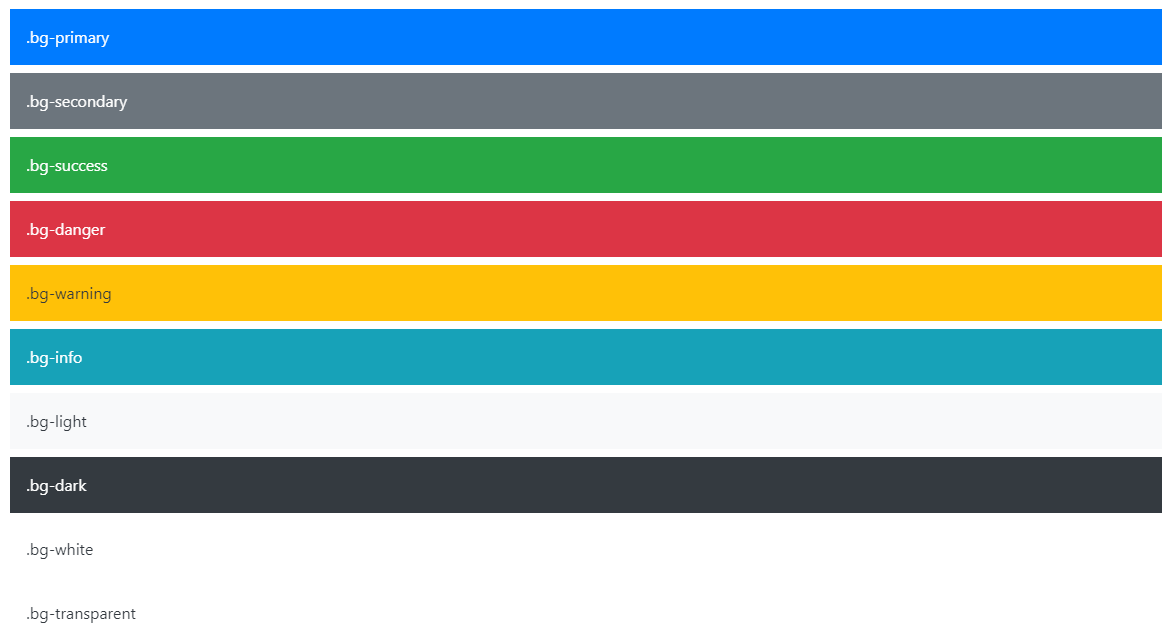 .bg-primary
.bg-secondary
.bg-success
.bg-danger
.bg-warning
.bg-info
.bg-light
.bg-dark
.bg-white
.bg-transparent